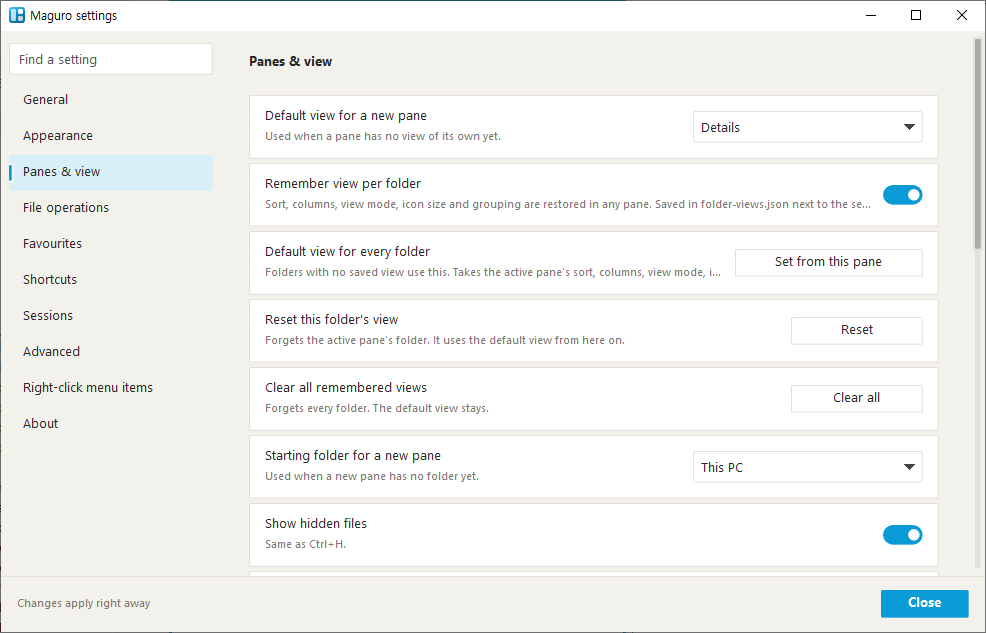 Maguro settings
Find a setting
General
Appearance
Panes & view
File operations
Favourites
Shortcuts
Sessions
Advanced
Right-click menu items
About
Panes & view
Default view for a new pane
Used when a pane has no view of its own yet.
Details
Remember view per folder
Sort, columns, view mode, icon size and grouping are restored in any pane. Saved in folder-views.json next to the se...
Default view for every folder
Folders with no saved view use this. Takes the active pane's sort, columns, view mode, i...
Set from this pane
Reset this folder's view
Forgets the active pane's folder. It uses the default view from here on.
Reset
Clear all remembered views
Forgets every folder. The default view stays.
Clear all
Starting folder for a new pane
Used when a new pane has no folder yet.
This PC
Show hidden files
Same as Ctrl+H.
Changes apply right away
Close